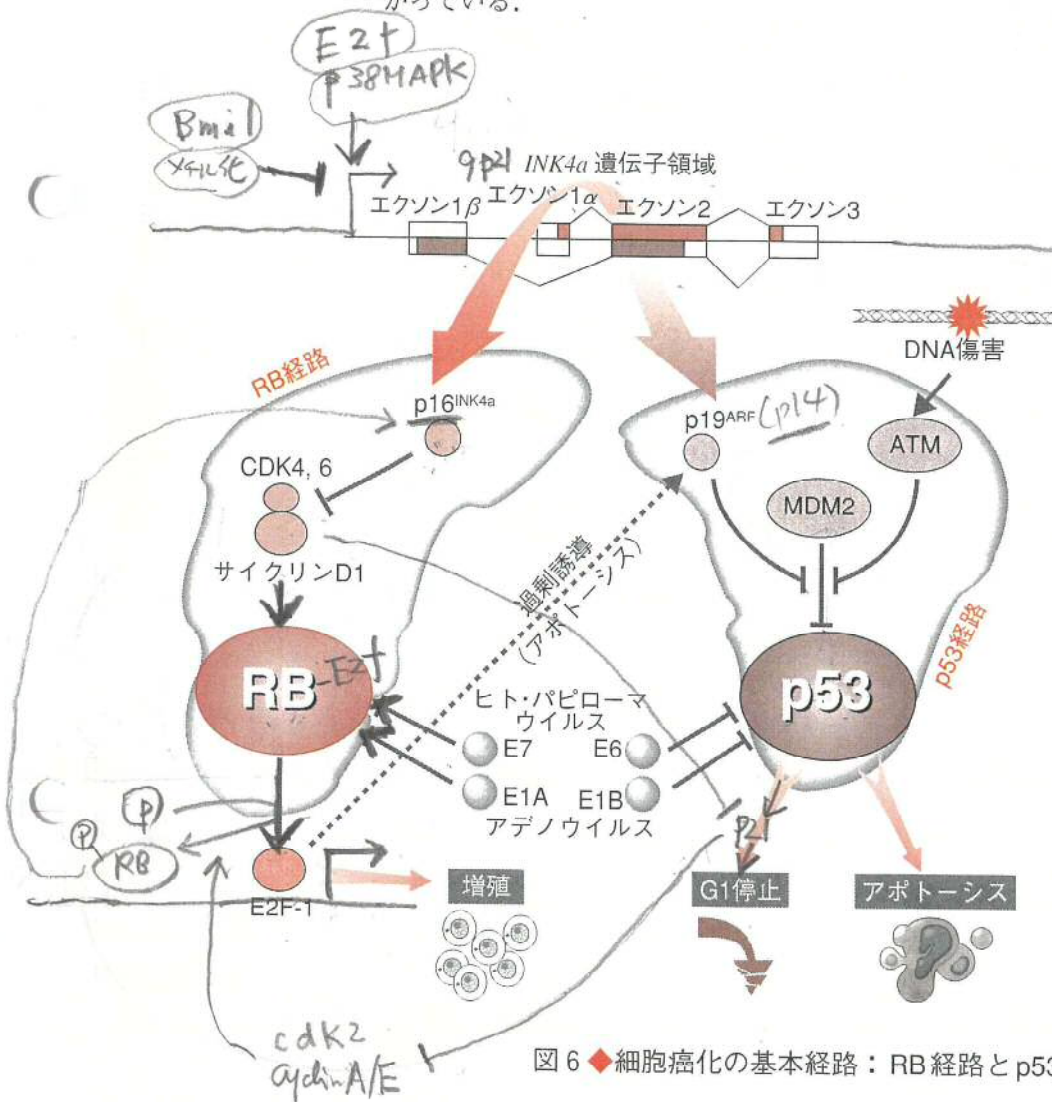 がっている.
E2f
p38MAPK
Bmi1
メチル化
9p21 INK4a 遺伝子領域
エクソン1β エクソン1α エクソン2 エクソン3
DNA傷害
RB経路
p16INK4a
p19ARF (p14)
ATM
CDK4, 6
MDM2
サイクリンD1
過剰誘導
(アポトーシス)
p53経路
RB-E2f
p53
ヒト・パピローマ
ウイルス
E7 E6
E1A E1B
アデノウイルス
P
P
RB
p21
E2F-1
増殖
G1停止
アポトーシス
cdk2
cyclinA/E
図 6 ◆細胞癌化の基本経路：RB経路とp53